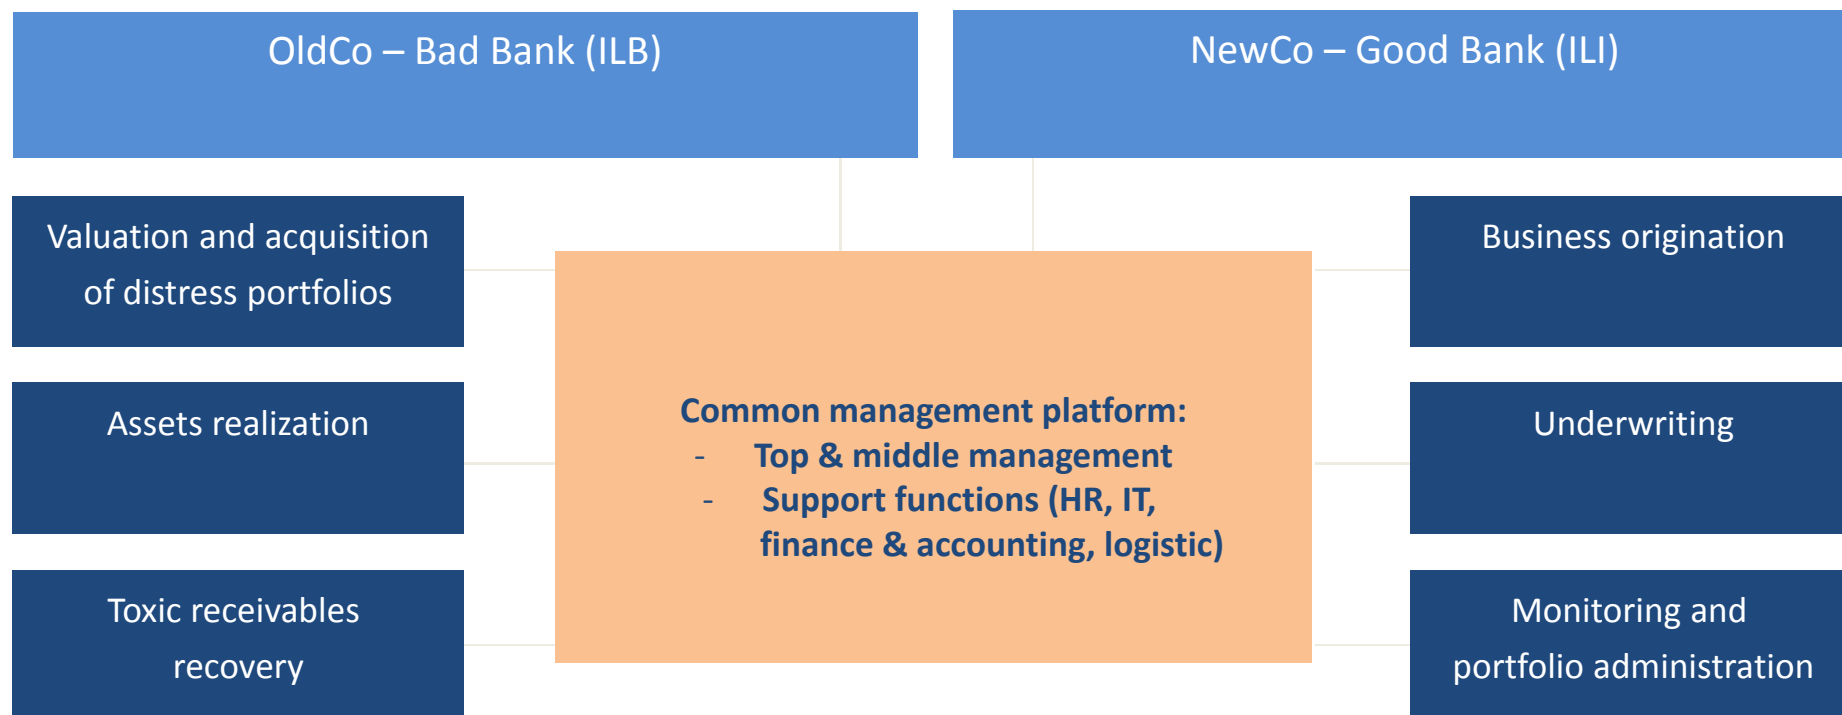 OldCo – Bad Bank (ILB)
NewCo – Good Bank (ILI)
Valuation and acquisition
of distress portfolios
Assets realization
Toxic receivables
recovery
Common management platform:
- Top & middle management
- Support functions (HR, IT,
finance & accounting, logistic)
Business origination
Underwriting
Monitoring and
portfolio administration